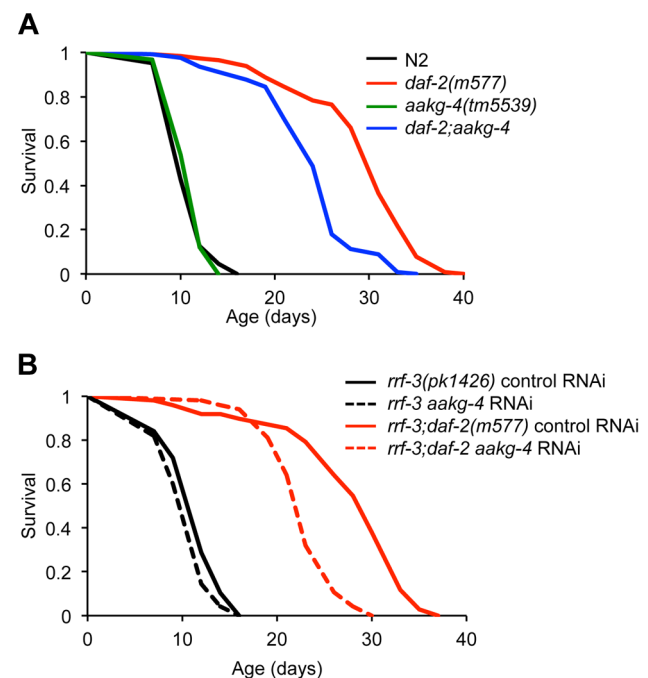 A
1
0.8
0.6
0.4
0.2
0
Survival
0 10 20 30 40
Age (days)
N2
daf-2(m577)
aakg-4(tm5539)
daf-2;aakg-4
B
1
0.8
0.6
0.4
0.2
0
Survival
0 10 20 30 40
Age (days)
rrf-3(pk1426) control RNAi
rrf-3 aakg-4 RNAi
rrf-3;daf-2(m577) control RNAi
rrf-3;daf-2 aakg-4 RNAi